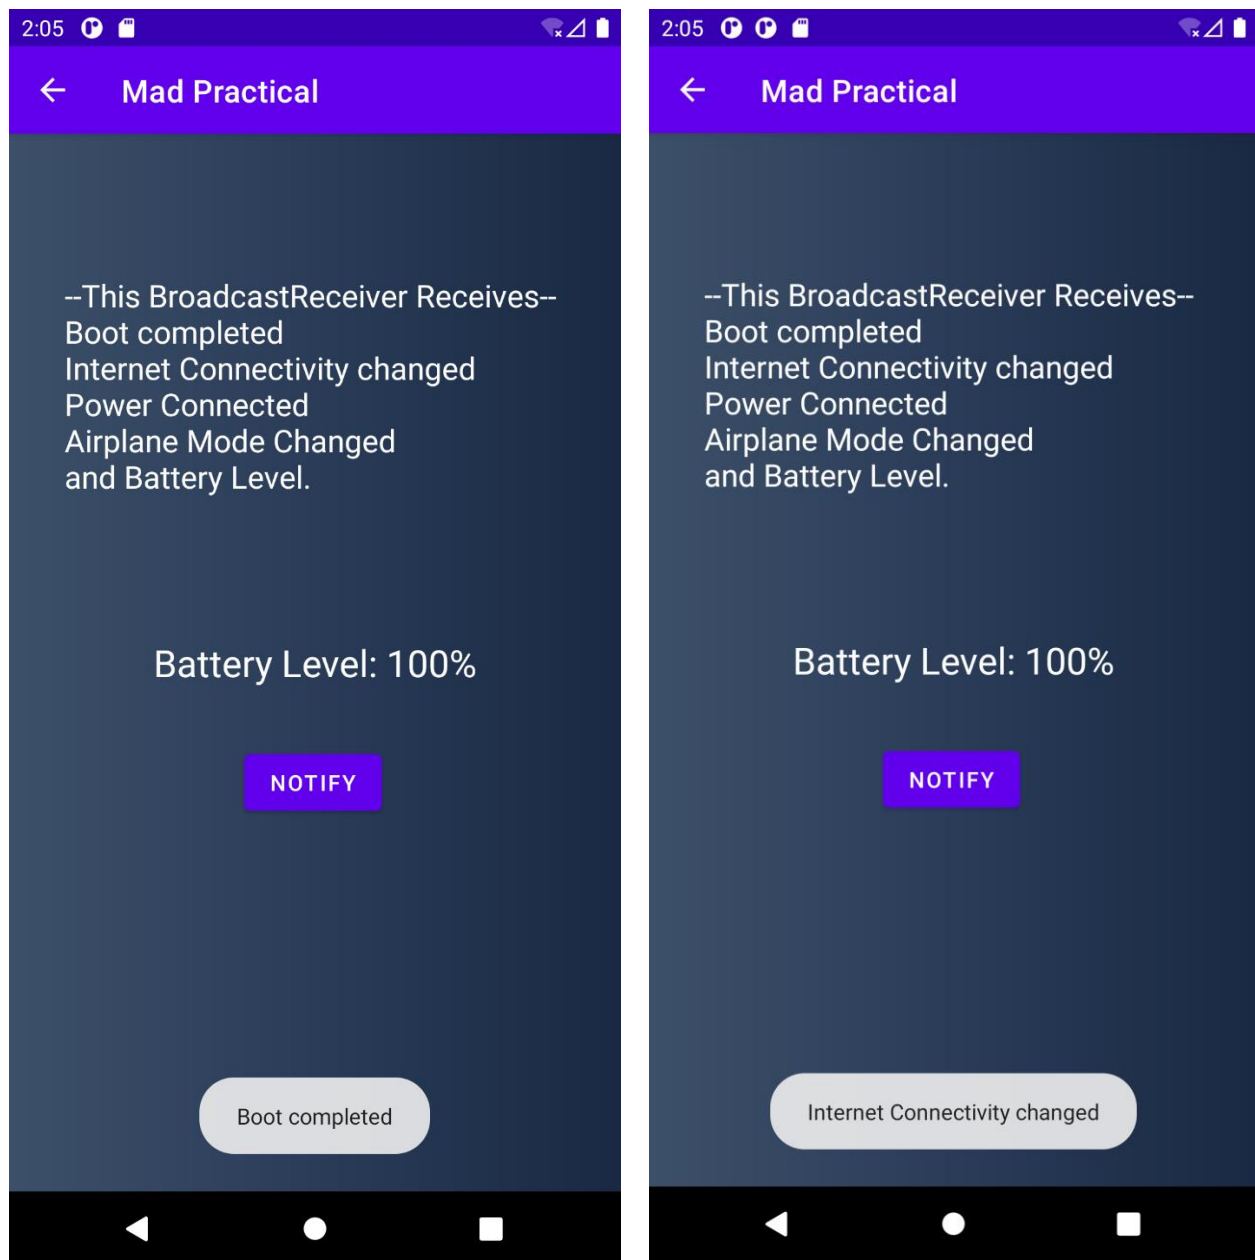 2:05
Mad Practical
--This BroadcastReceiver Receives--
Boot completed
Internet Connectivity changed
Power Connected
Airplane Mode Changed
and Battery Level.
Battery Level: 100%
NOTIFY
Boot completed
2:05
Mad Practical
--This BroadcastReceiver Receives--
Boot completed
Internet Connectivity changed
Power Connected
Airplane Mode Changed
and Battery Level.
Battery Level: 100%
NOTIFY
Internet Connectivity changed